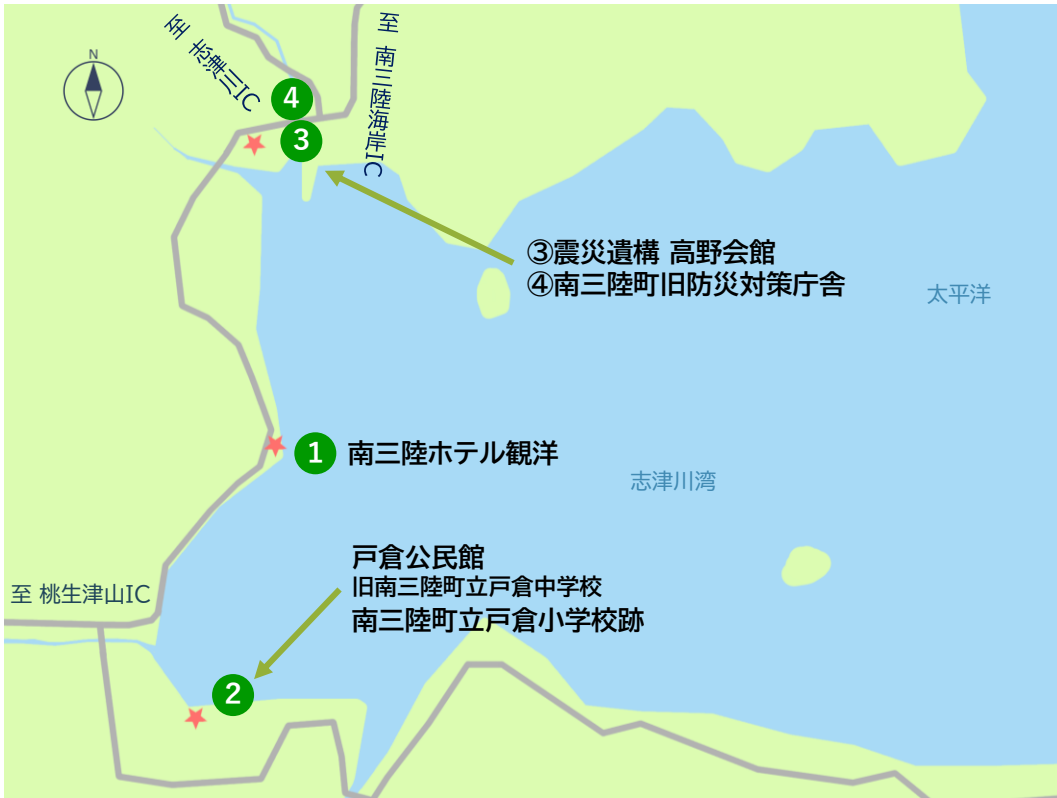 至 志津川IC
至 南三陸海岸IC
N
4
3
③震災遺構 高野会館
④南三陸町旧防災対策庁舎
太平洋
1 南三陸ホテル観洋
志津川湾
戸倉公民館
旧南三陸町立戸倉中学校
南三陸町立戸倉小学校跡
至 桃生津山IC
2